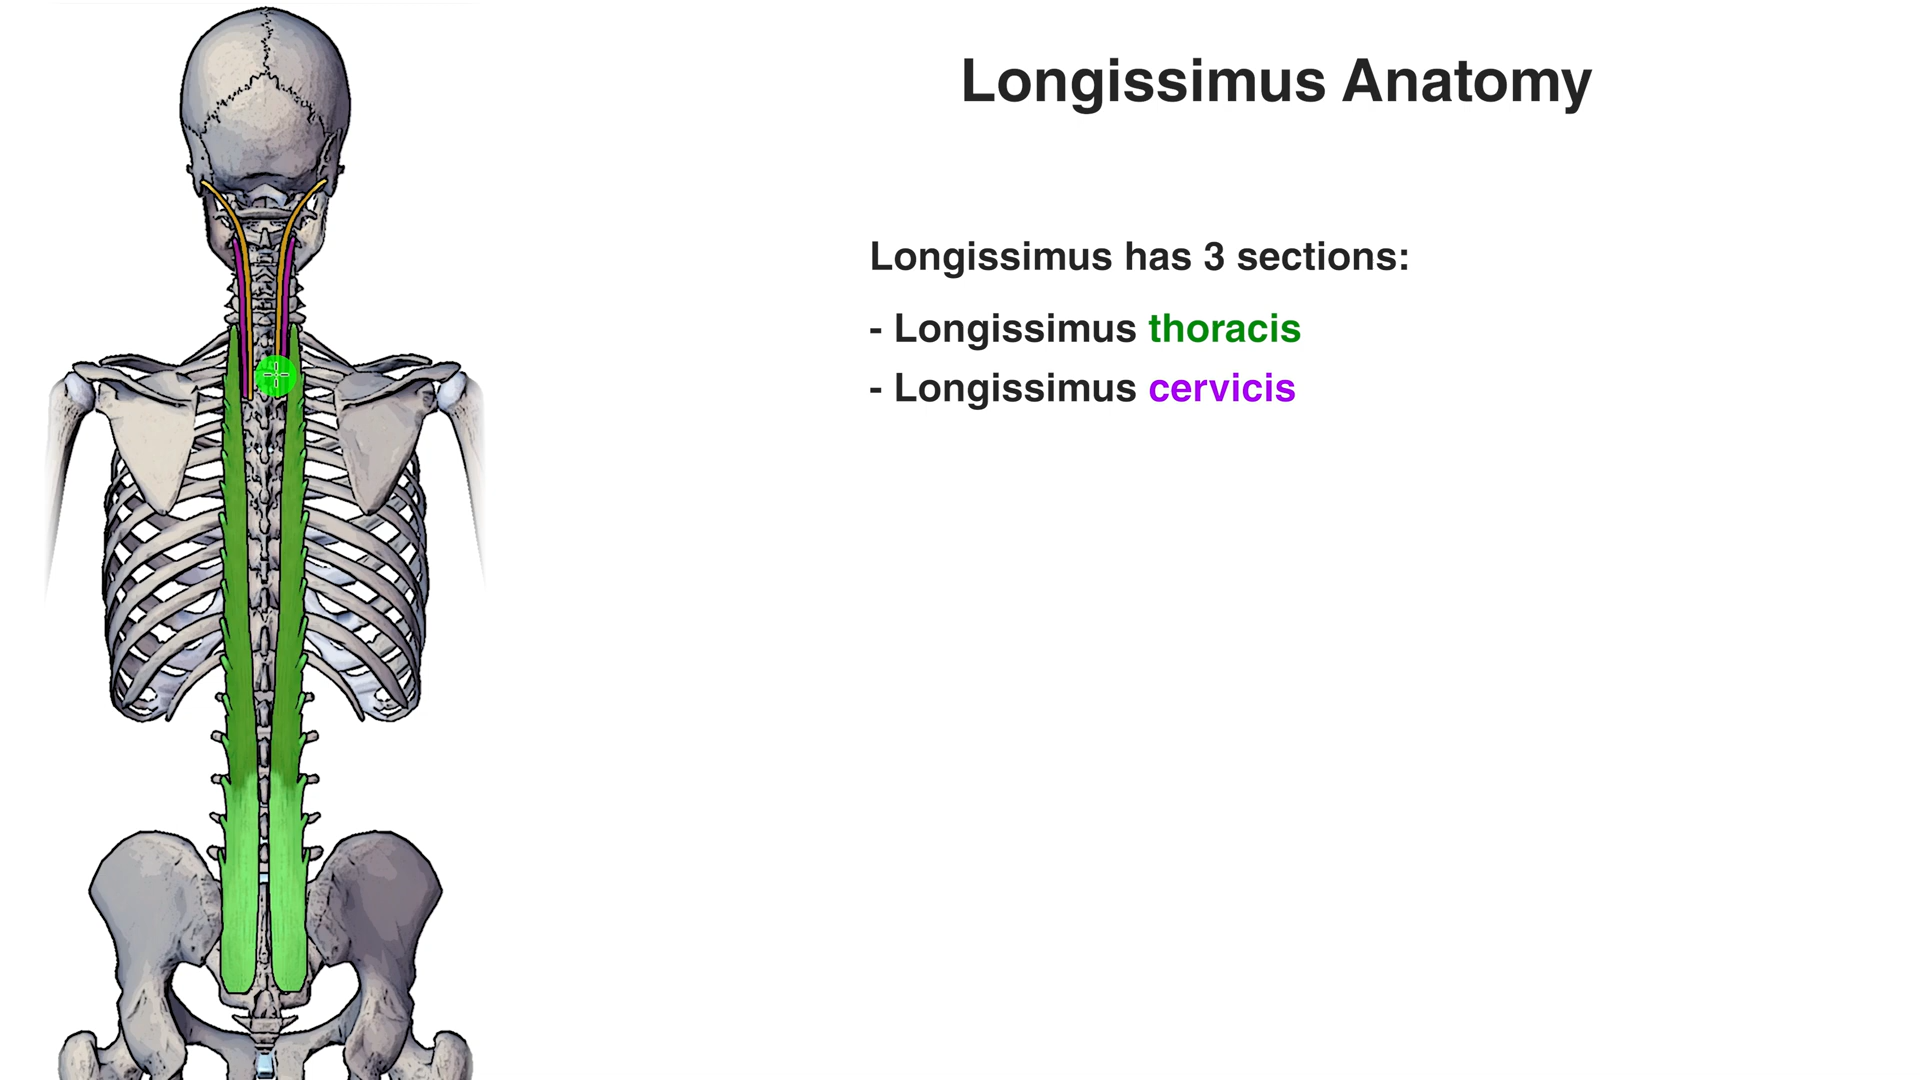 Longissimus Anatomy
Longissimus has 3 sections:
- Longissimus thoracis
- Longissimus cervicis